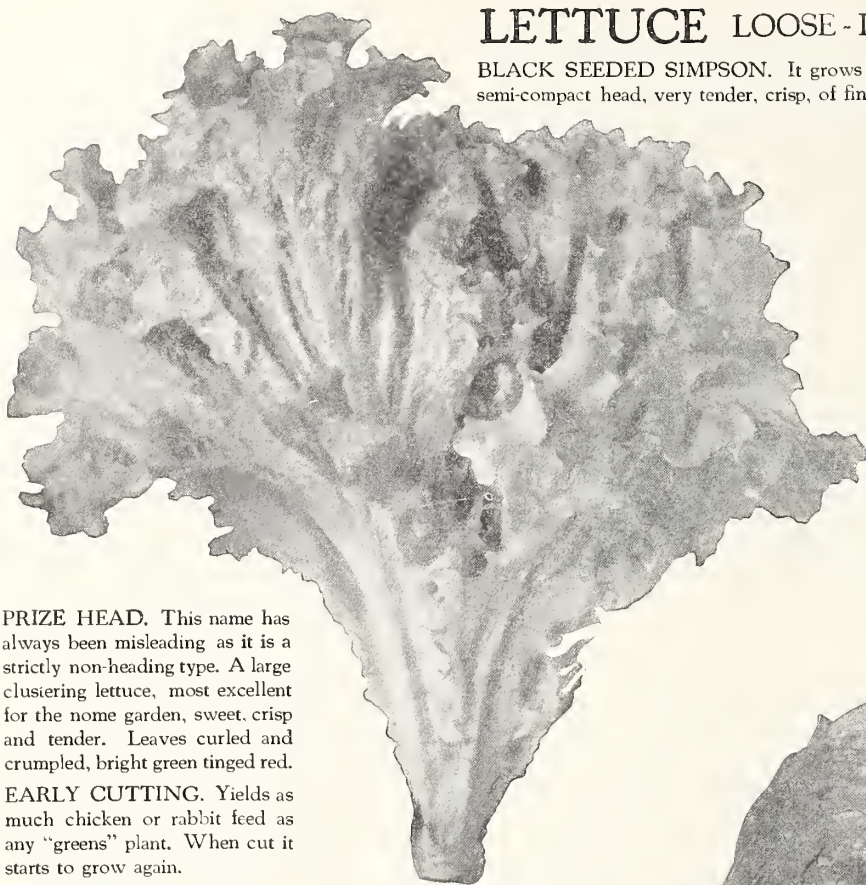 LETTUCE LOOSE -
BLACK SEEDED SIMPSON. It grows
semi-compact head, very tender, crisp, of fin
PRIZE HEAD. This name has
always been misleading as it is a
strictly non-heading type. A large
clusiering lettuce, most excellent
for the nome garden, sweet. crisp
and tender. Leaves curled and
crumpled, bright green tinged red.
EARLY CUTTING. Yields as
much chicken or rabbit feed as
any "greens" plant. When cut it
starts to grow again.